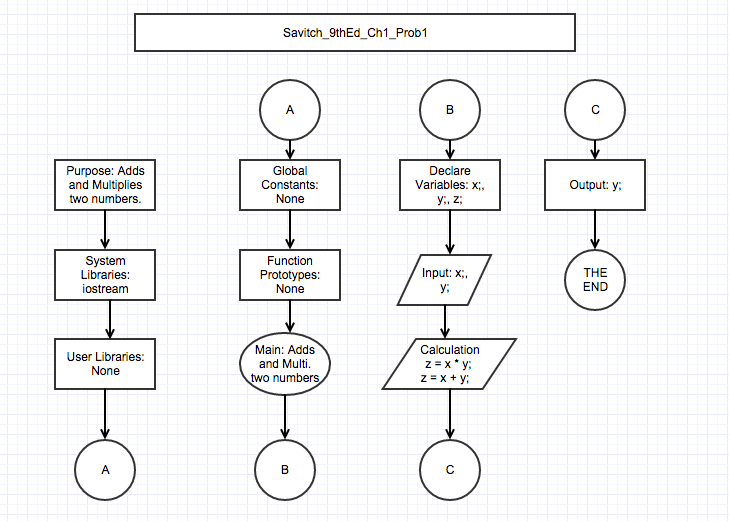 Savitch_9thEd_Ch1_Prob1
Purpose: Adds
and Multiplies
two numbers.
System
Libraries:
iostream
User Libraries:
None
A
A
Global
Constants:
None
Function
Prototypes:
None
Main: Adds
and Multi.
two numbers
B
B
Declare
Variables: x;,
y;, z;
Input: x;,
y;
Calculation
z = x * y;
z = x + y;
C
C
Output: y;
THE
END